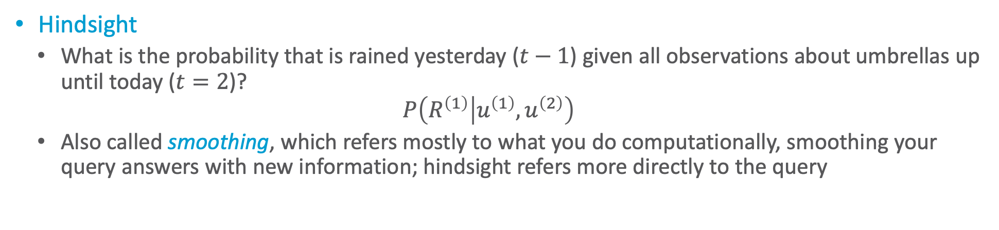 • Hindsight
• What is the probability that is rained yesterday (t − 1) given all observations about umbrellas up
until today (t = 2)?
P(R⁽¹⁾|u⁽¹⁾, u⁽²⁾)
• Also called smoothing, which refers mostly to what you do computationally, smoothing your
query answers with new information; hindsight refers more directly to the query